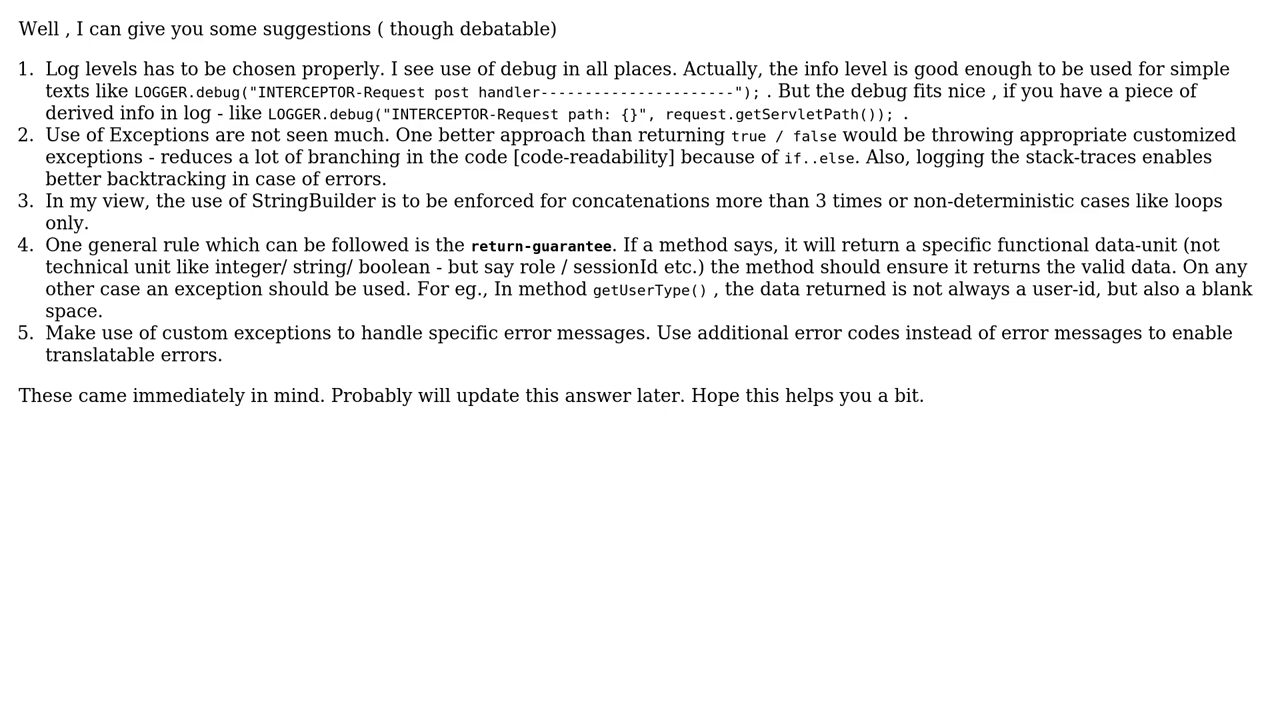 Well , I can give you some suggestions ( though debatable)
1. Log levels has to be chosen properly. I see use of debug in all places. Actually, the info level is good enough to be used for simple
texts like LOGGER.debug("INTERCEPTOR-Request post handler----------------------"); . But the debug fits nice , if you have a piece of
derived info in log - like LOGGER.debug("INTERCEPTOR-Request path: {}", request.getServletPath()); .
2. Use of Exceptions are not seen much. One better approach than returning true / false would be throwing appropriate customized
exceptions - reduces a lot of branching in the code [code-readability] because of if..else. Also, logging the stack-traces enables
better backtracking in case of errors.
3. In my view, the use of StringBuilder is to be enforced for concatenations more than 3 times or non-deterministic cases like loops
only.
4. One general rule which can be followed is the return-guarantee. If a method says, it will return a specific functional data-unit (not
technical unit like integer/ string/ boolean - but say role / sessionId etc.) the method should ensure it returns the valid data. On any
other case an exception should be used. For eg., In method getUserType() , the data returned is not always a user-id, but also a blank
space.
5. Make use of custom exceptions to handle specific error messages. Use additional error codes instead of error messages to enable
translatable errors.
These came immediately in mind. Probably will update this answer later. Hope this helps you a bit.